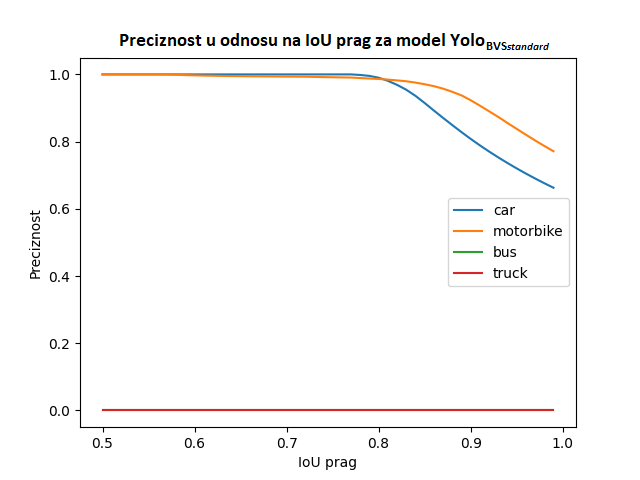 Preciznost u odnosu na IoU prag za model YoloBVSstandard
1.0
0.8
0.6
0.4
0.2
0.0
Preciznost
car
motorbike
bus
truck
0.5 0.6 0.7 0.8 0.9 1.0
IoU prag